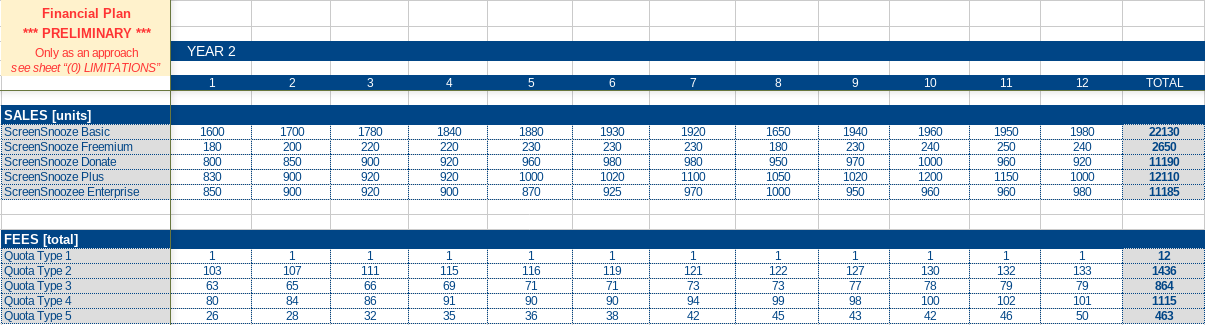 Financial Plan
*** PRELIMINARY ***
Only as an approach
see sheet “(0) LIMITATIONS”
YEAR 2
1 2 3 4 5 6 7 8 9 10 11 12 TOTAL
SALES [units]
ScreenSnooze Basic 1600 1700 1780 1840 1880 1930 1920 1650 1940 1960 1950 1980 22130
ScreenSnooze Freemium 180 200 220 220 230 230 230 180 230 240 250 240 2650
ScreenSnooze Donate 800 850 900 920 960 980 980 950 970 1000 960 920 11190
ScreenSnooze Plus 830 900 920 920 1000 1020 1100 1050 1020 1200 1150 1000 12110
ScreenSnoozee Enterprise 850 900 920 900 870 925 970 1000 950 960 960 980 11185
FEES [total]
Quota Type 1 1 1 1 1 1 1 1 1 1 1 1 1 12
Quota Type 2 103 107 111 115 116 119 121 122 127 130 132 133 1436
Quota Type 3 63 65 66 69 71 71 73 73 77 78 79 79 864
Quota Type 4 80 84 86 91 90 90 94 99 98 100 102 101 1115
Quota Type 5 26 28 32 35 36 38 42 45 43 42 46 50 463